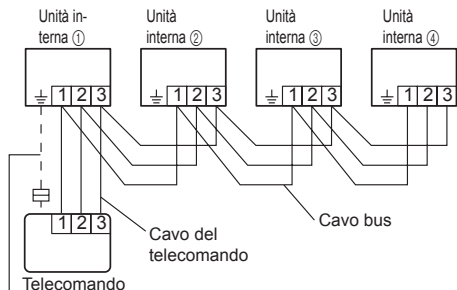 Unità in-
terna ①
Unità
interna ②
Unità
interna ③
Unità
interna ④
1 2 3
1 2 3
1 2 3
1 2 3
1 2 3
Cavo del
telecomando
Cavo bus
Telecomando